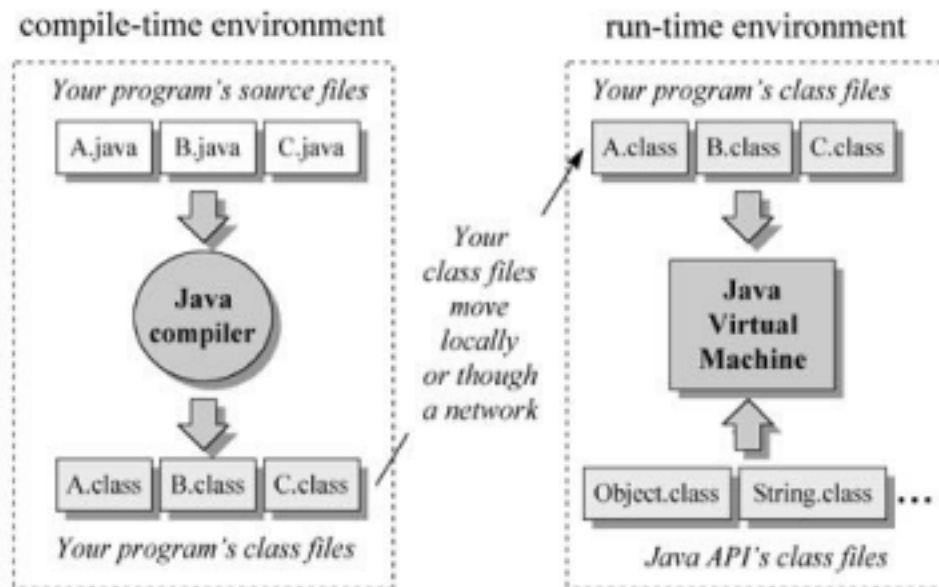 compile-time environment
Your program's source files
A.java B.java C.java
Java
compiler
A.class B.class C.class
Your program's class files
Your
class files
move
locally
or though
a network
run-time environment
Your program's class files
A.class B.class C.class
Java
Virtual
Machine
Object.class String.class ...
Java API's class files